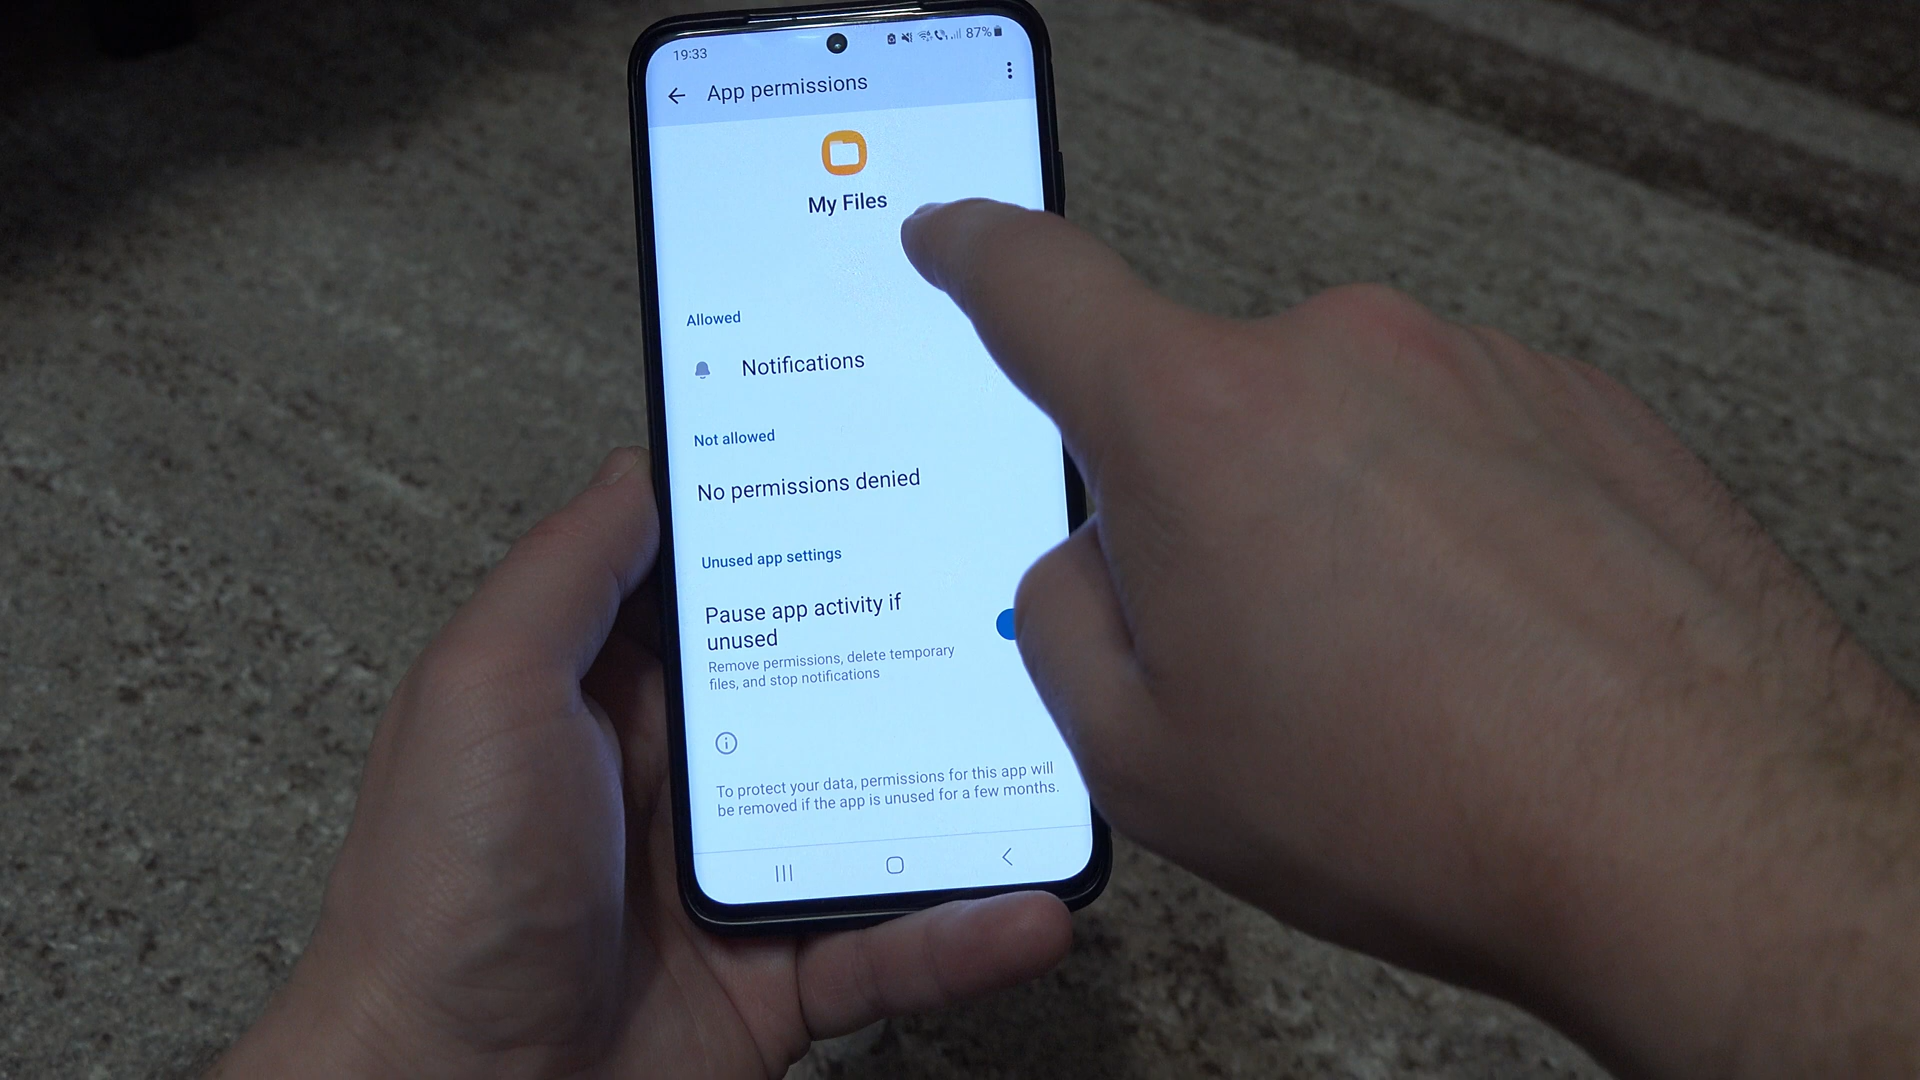 19:33
87%
App permissions
My Files
Allowed
Notifications
Not allowed
No permissions denied
Unused app settings
Pause app activity if
unused
Remove permissions, delete temporary
files, and stop notifications
To protect your data, permissions for this app will
be removed if the app is unused for a few months.